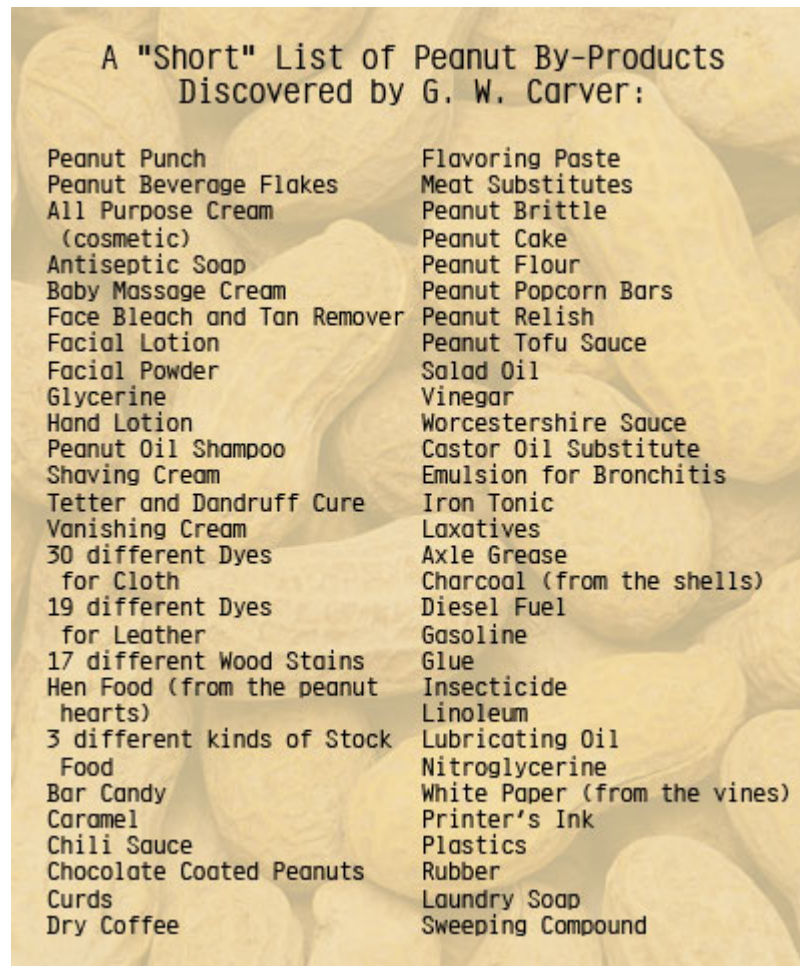 A "Short" List of Peanut By-Products
Discovered by G. W. Carver:
Peanut Punch
Peanut Beverage Flakes
All Purpose Cream
(cosmetic)
Antiseptic Soap
Baby Massage Cream
Face Bleach and Tan Remover
Facial Lotion
Facial Powder
Glycerine
Hand Lotion
Peanut Oil Shampoo
Shaving Cream
Tetter and Dandruff Cure
Vanishing Cream
30 different Dyes
for Cloth
19 different Dyes
for Leather
17 different Wood Stains
Hen Food (from the peanut
hearts)
3 different kinds of Stock
Food
Bar Candy
Caramel
Chili Sauce
Chocolate Coated Peanuts
Curds
Dry Coffee
Flavoring Paste
Meat Substitutes
Peanut Brittle
Peanut Cake
Peanut Flour
Peanut Popcorn Bars
Peanut Relish
Peanut Tofu Sauce
Salad Oil
Vinegar
Worcestershire Sauce
Castor Oil Substitute
Emulsion for Bronchitis
Iron Tonic
Laxatives
Axle Grease
Charcoal (from the shells)
Diesel Fuel
Gasoline
Glue
Insecticide
Linoleum
Lubricating Oil
Nitroglycerine
White Paper (from the vines)
Printer's Ink
Plastics
Rubber
Laundry Soap
Sweeping Compound